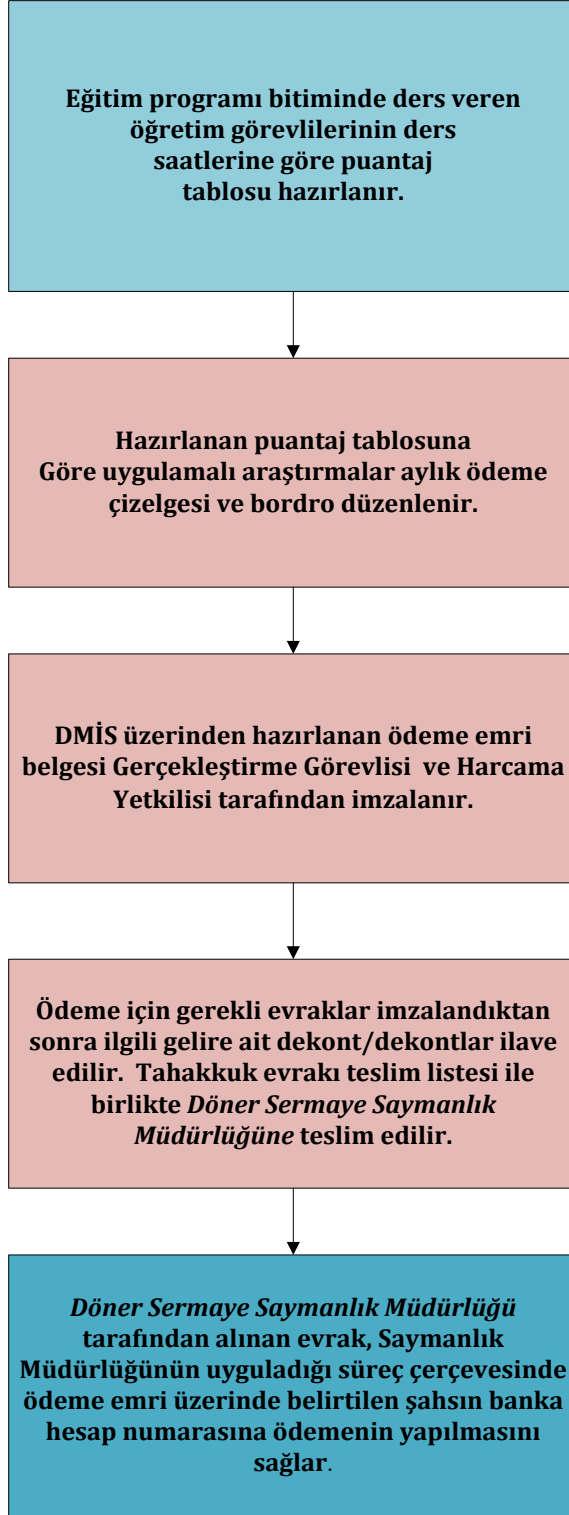 Eğitim programı bitiminde ders veren
öğretim görevlilerinin ders
saatlerine göre puantaj
tablosu hazırlanır.
Hazırlanan puantaj tablosuna
Göre uygulamalı araştırmalar aylık ödeme
çizelgesi ve bordro düzenlenir.
DMİS üzerinden hazırlanan ödeme emri
belgesi Gerçekleştirme Görevlisi  ve Harcama
Yetkilisi tarafından imzalanır.
Ödeme için gerekli evraklar imzalandıktan
sonra ilgili gelire ait dekont/dekontlar ilave
edilir.  Tahakkuk evrakı teslim listesi ile
birlikte Döner Sermaye Saymanlık
Müdürlüğüne teslim edilir.
Döner Sermaye Saymanlık Müdürlüğü
tarafından alınan evrak, Saymanlık
Müdürlüğünün uyguladığı süreç çerçevesinde
ödeme emri üzerinde belirtilen şahsın banka
hesap numarasına ödemenin yapılmasını
sağlar.